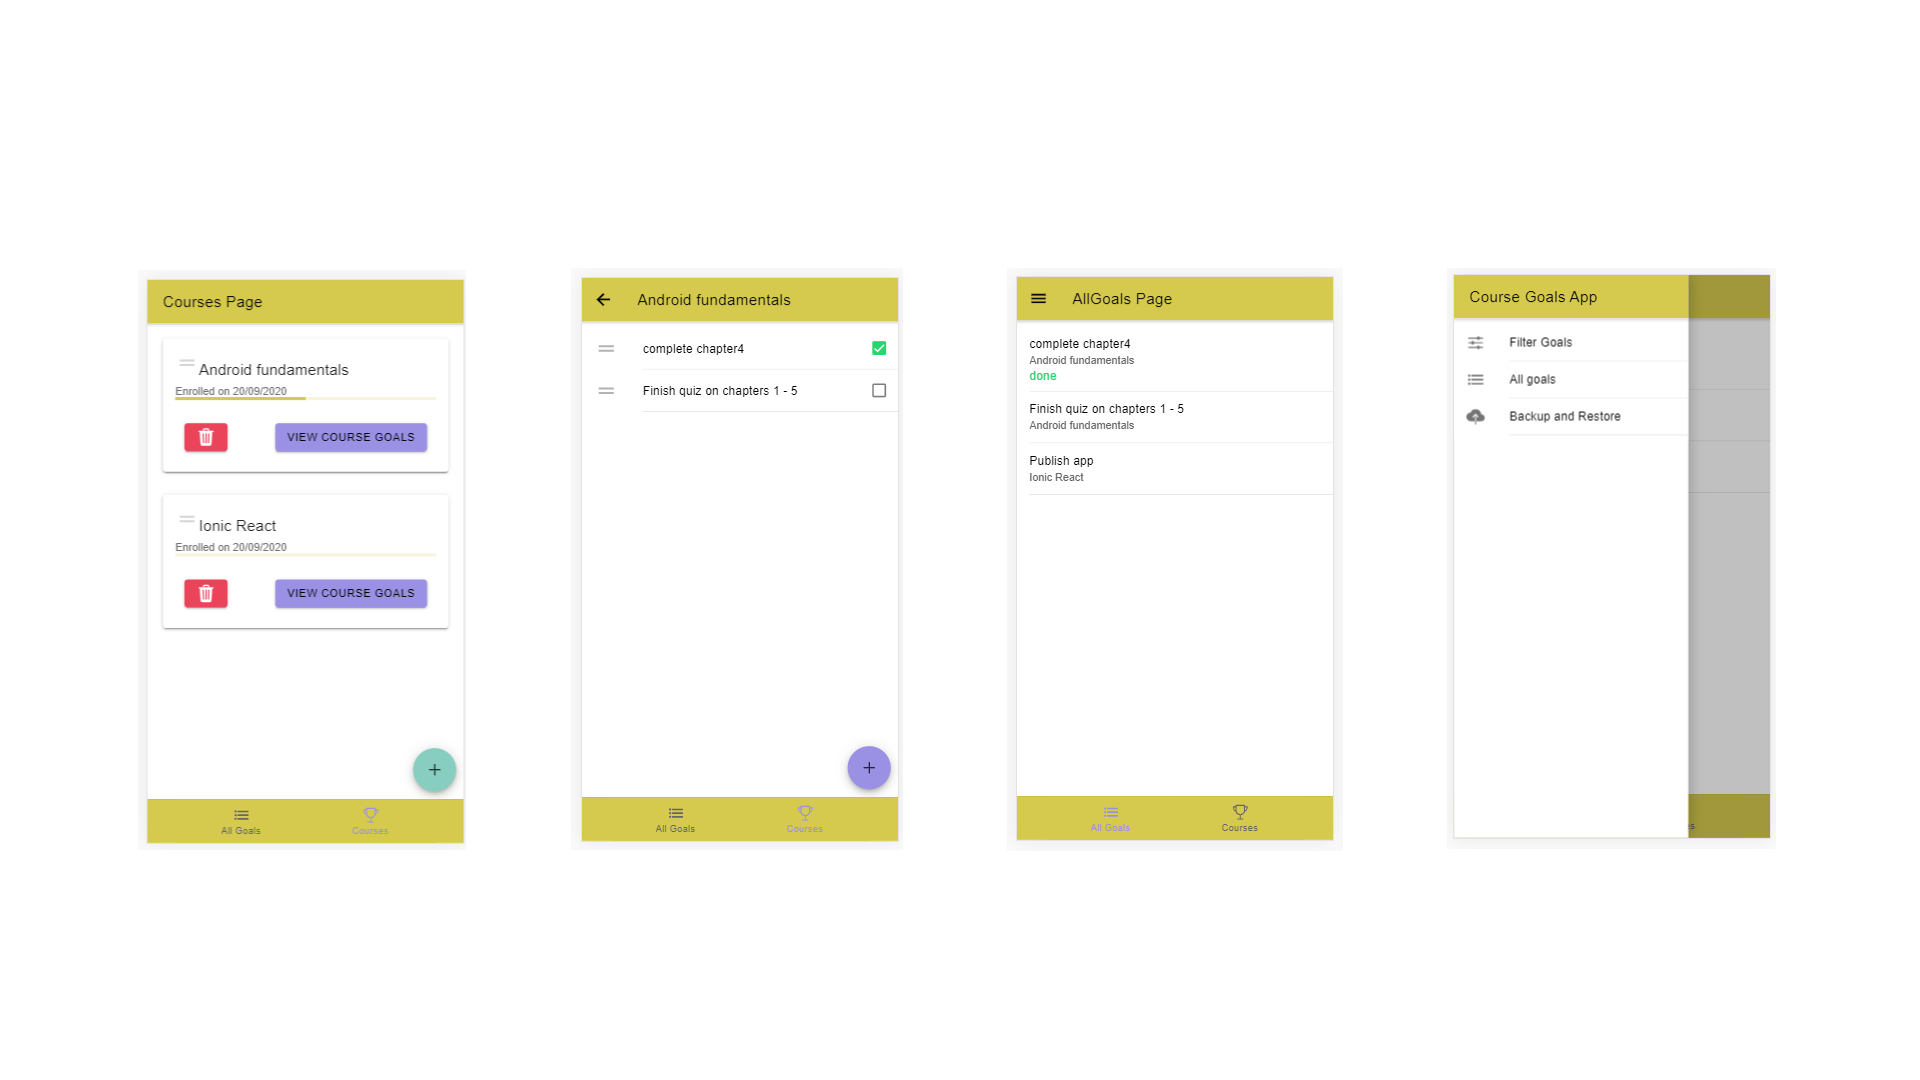 Courses Page
Android fundamentals
Enrolled on 20/09/2020
VIEW COURSE GOALS
Ionic React
Enrolled on 20/09/2020
VIEW COURSE GOALS
+
All Goals
Courses
Android fundamentals
complete chapter4
Finish quiz on chapters 1 - 5
+
All Goals
Courses
AllGoals Page
complete chapter4
Android fundamentals
done
Finish quiz on chapters 1 - 5
Android fundamentals
Publish app
Ionic React
All Goals
Courses
Course Goals App
Filter Goals
All goals
Backup and Restore
s